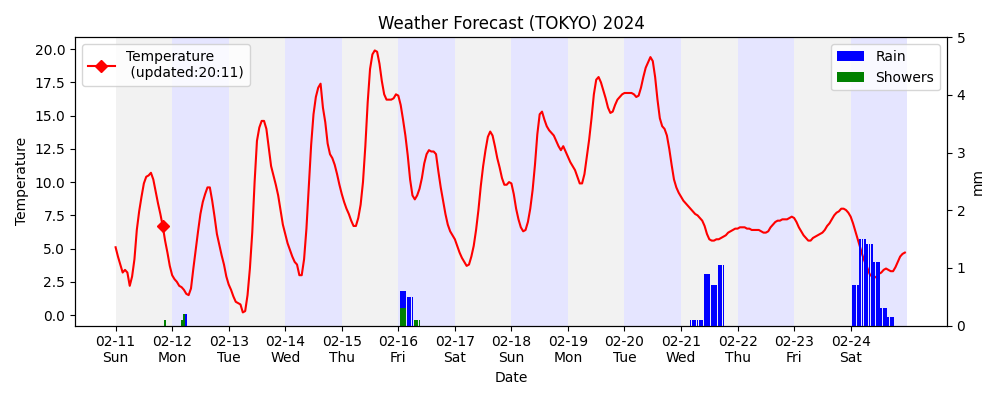 Weather Forecast (TOKYO) 2024
Temperature
(updated:20:11)
Rain
Showers
Temperature
20.0
17.5
15.0
12.5
10.0
7.5
5.0
2.5
0.0
5
4
3
2
1
0
mm
02-11 02-12 02-13 02-14 02-15 02-16 02-17 02-18 02-19 02-20 02-21 02-22 02-23 02-24
Sun Mon Tue Wed Thu Fri Sat Sun Mon Tue Wed Thu Fri Sat
Date